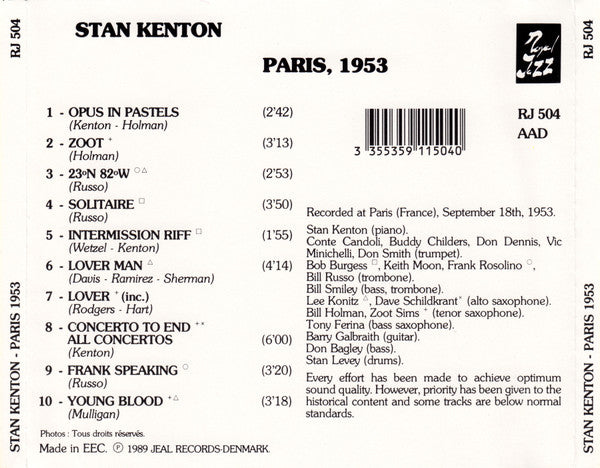 RJ 504
STAN KENTON - PARIS 1953
STAN KENTON
PARIS, 1953
Royal Jazz
RJ 504
AAD
3 355359 115040
1 - OPUS IN PASTELS (2'42)
(Kenton - Holman)
2 - ZOOT + (3'13)
(Holman)
3 - 23oN 82oW ○△ (2'53)
(Russo)
4 - SOLITAIRE □ (3'50)
(Russo)
5 - INTERMISSION RIFF □ (1'55)
(Wetzel - Kenton)
6 - LOVER MAN △ (4'14)
(Davis - Ramirez - Sherman)
7 - LOVER + (inc.)
(Rodgers - Hart)
8 - CONCERTO TO END +×
ALL CONCERTOS (6'00)
(Kenton)
9 - FRANK SPEAKING ○ (3'20)
(Russo)
10 - YOUNG BLOOD +△ (3'18)
(Mulligan)
Recorded at Paris (France), September 18th, 1953.
Stan Kenton (piano).
Conte Candoli, Buddy Childers, Don Dennis, Vic
Minichelli, Don Smith (trumpet).
Bob Burgess □, Keith Moon, Frank Rosolino ○,
Bill Russo (trombone).
Bill Smiley (bass, trombone).
Lee Konitz △, Dave Schildkrant× (alto saxophone).
Bill Holman, Zoot Sims + (tenor saxophone).
Tony Ferina (bass saxophone).
Barry Galbraith (guitar).
Don Bagley (bass).
Stan Levey (drums).
Every effort has been made to achieve optimum
sound quality. However, priority has been given to the
historical content and some tracks are below normal
standards.
Photos : Tous droits réservés.
Made in EEC. ℗ 1989 JEAL RECORDS-DENMARK.
RJ 504
STAN KENTON - PARIS 1953